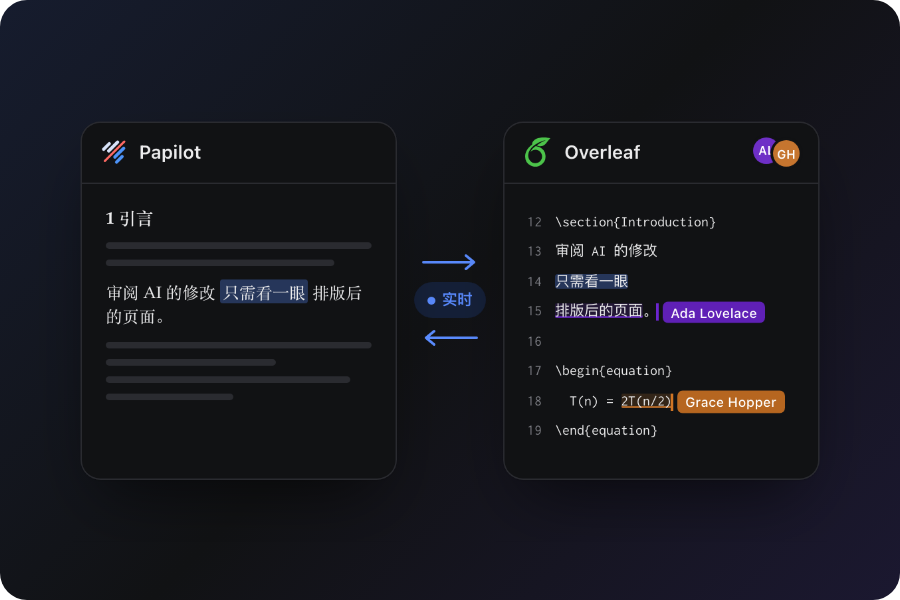 Papilot
1 引言
审阅 AI 的修改 只需看一眼 排版后
的页面。
实时
Overleaf
AL
GH
12 \section{Introduction}
13 审阅 AI 的修改
14 只需看一眼
15 排版后的页面。 Ada Lovelace
16
17 \begin{equation}
18 T(n) = 2T(n/2) Grace Hopper
19 \end{equation}